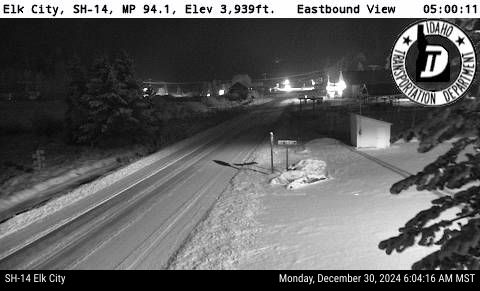 Elk City, SH-14, MP 94.1, Elev 3,939ft. Eastbound View 05:00:11
IDAHO
TRANSPORTATION DEPARTMENT
SH-14 Elk City Monday, December 30, 2024 6:04:16 AM MST